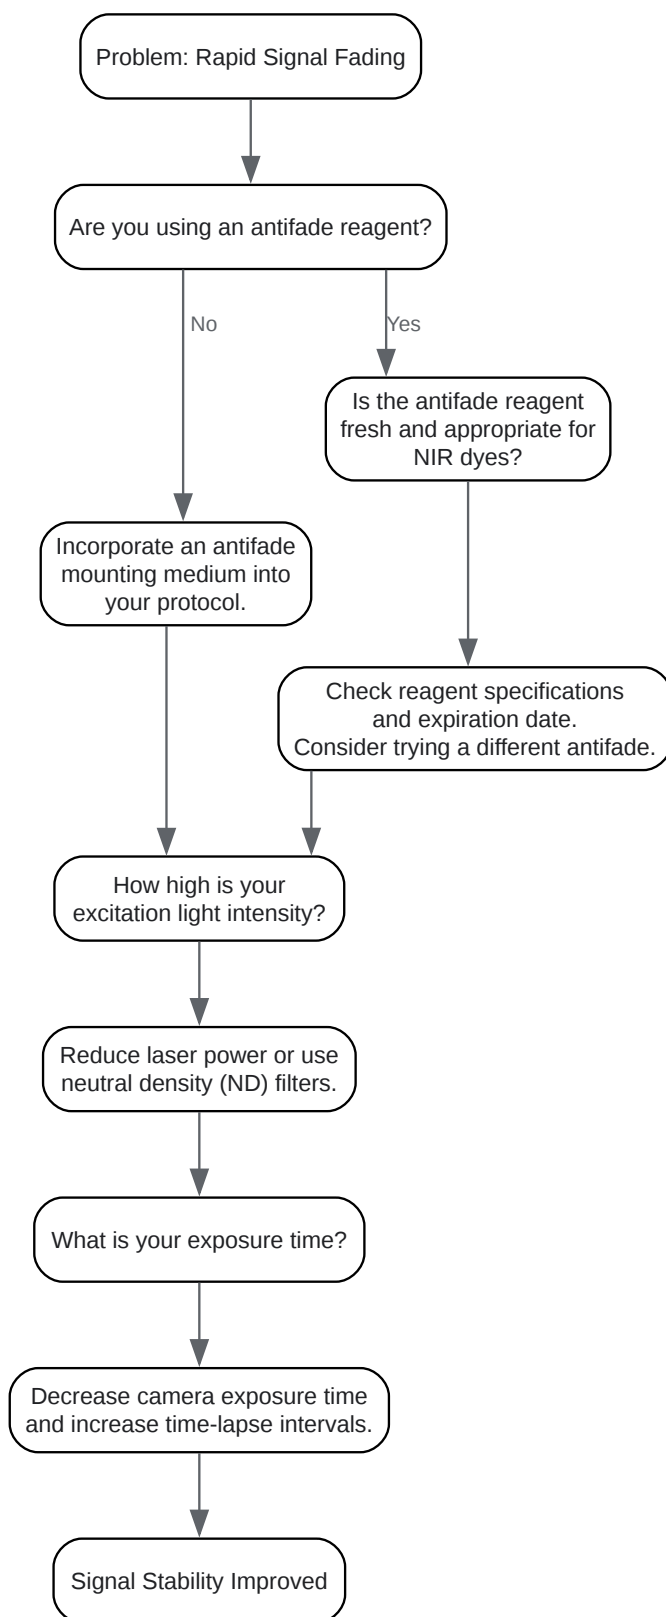 Problem: Rapid Signal Fading
Are you using an antifade reagent?
No
Yes
Is the antifade reagent
fresh and appropriate for
NIR dyes?
Incorporate an antifade
mounting medium into
your protocol.
Check reagent specifications
and expiration date.
Consider trying a different antifade.
How high is your
excitation light intensity?
Reduce laser power or use
neutral density (ND) filters.
What is your exposure time?
Decrease camera exposure time
and increase time-lapse intervals.
Signal Stability Improved